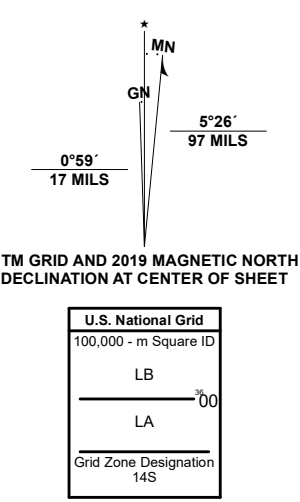 ★
MN
GN
5°26´
97 MILS
0°59´
17 MILS
TM GRID AND 2019 MAGNETIC NORTH
DECLINATION AT CENTER OF SHEET
U.S. National Grid
100,000 - m Square ID
LB
3600
LA
Grid Zone Designation
14S